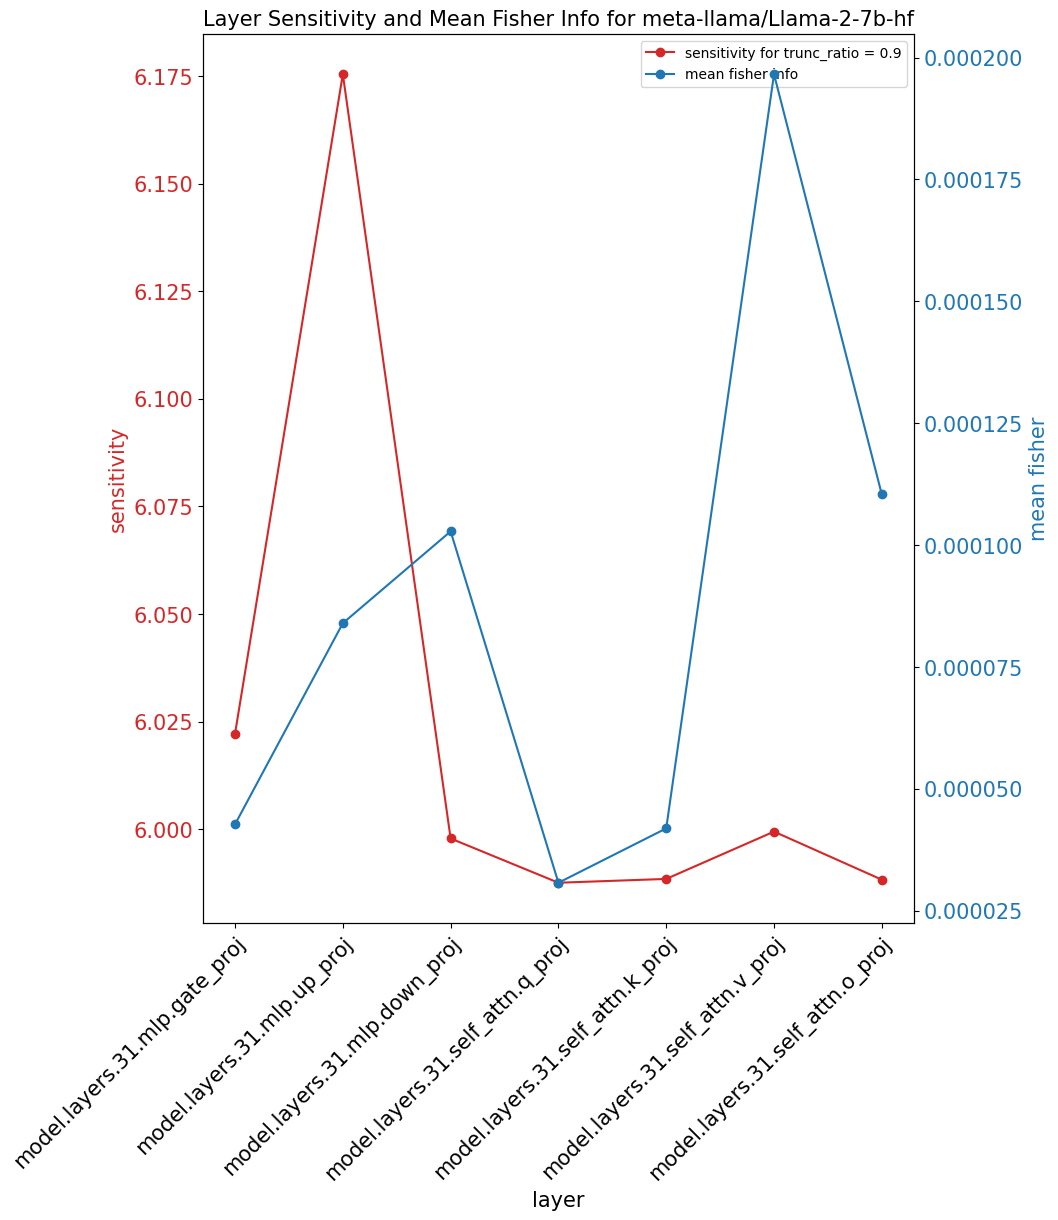 Layer Sensitivity and Mean Fisher Info for meta-llama/Llama-2-7b-hf
sensitivity for trunc_ratio = 0.9
mean fisher info
6.175
6.150
6.125
6.100
6.075
6.050
6.025
6.000
sensitivity
0.000200
0.000175
0.000150
0.000125
0.000100
0.000075
0.000050
0.000025
mean fisher
model.layers.31.mlp.gate_proj
model.layers.31.mlp.up_proj
model.layers.31.mlp.down_proj
model.layers.31.self_attn.q_proj
model.layers.31.self_attn.k_proj
model.layers.31.self_attn.v_proj
model.layers.31.self_attn.o_proj
layer